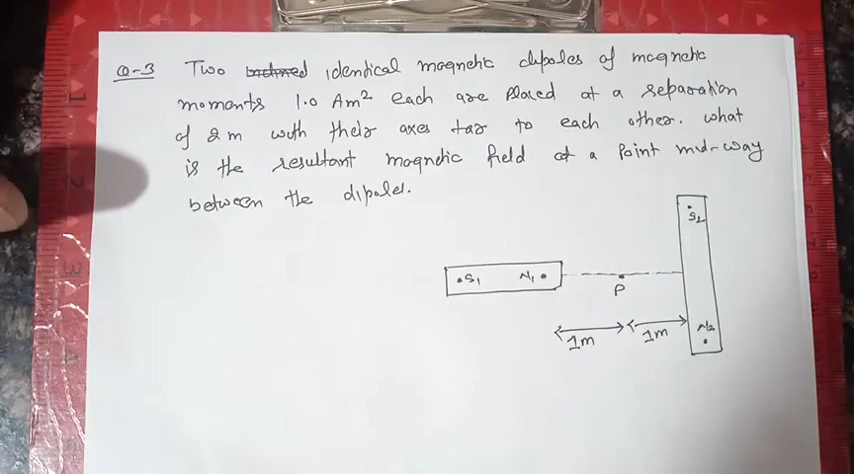 Q-3 Two inclined identical magnetic dipoles of magnetic
moments 1.0 Am² each are placed at a separation
of 2 m with their axes far to each other. what
is the resultant magnetic field at a point mid-way
between the dipoles.
S₂
S₁ N₁
P
1m 1m
N₂